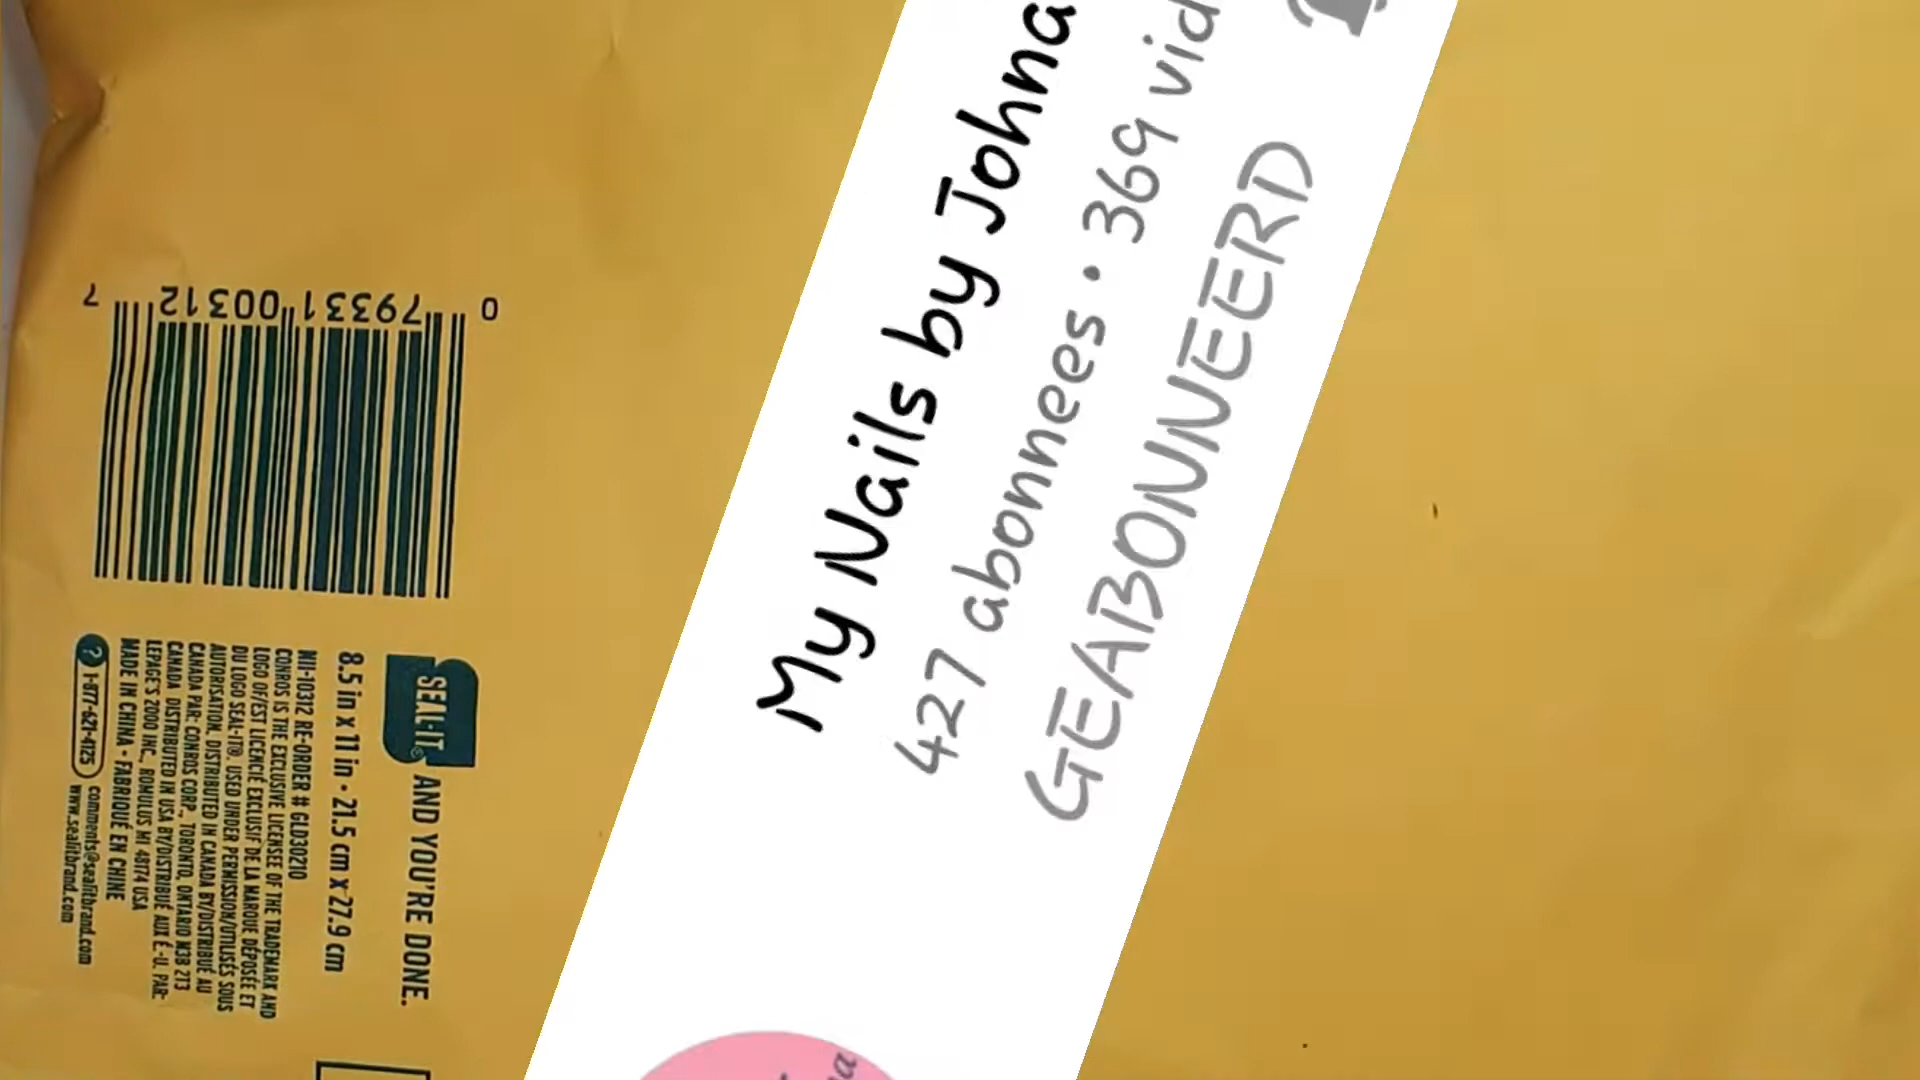 My Nails by Johna
427 abonnees • 369 vid
GEABONNEERD
0 79331 00312 7
SEAL-IT® AND YOU'RE DONE.
8.5 in x 11 in • 21.5 cm x 27.9 cm
MII-10312 RE-ORDER # GLD30210
CONROS IS THE EXCLUSIVE LICENSEE OF THE TRADEMARK AND
LOGO OF/EST LICENCIÉ EXCLUSIF DE LA MARQUE DÉPOSÉE ET
DU LOGO SEAL-IT®. USED UNDER PERMISSION/UTILISÉS SOUS
AUTORISATION. DISTRIBUTED IN CANADA BY/DISTRIBUÉ AU
CANADA PAR: CONROS CORP., TORONTO, ONTARIO M3B 2T3
CANADA DISTRIBUTED IN USA BY/DISTRIBUÉ AUX É.-U. PAR:
LEPAGE'S 2000 INC., ROMULUS MI 48174 USA
MADE IN CHINA • FABRIQUÉ EN CHINE
? 1-877-621-4125 comments@sealitbrand.com
www.sealitbrand.com